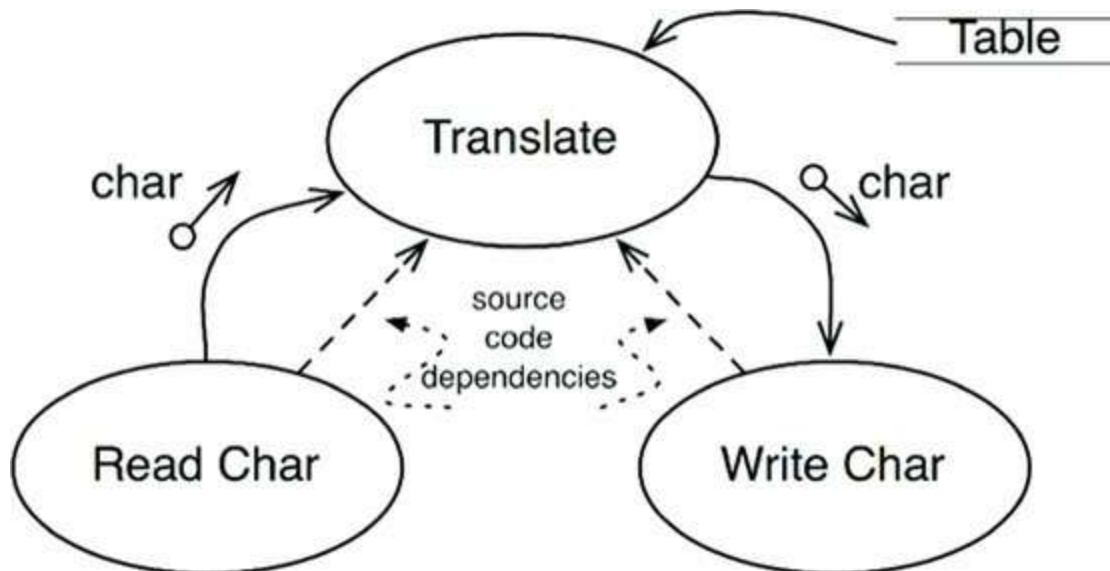 Table
Translate
char
char
source
code
dependencies
Read Char
Write Char